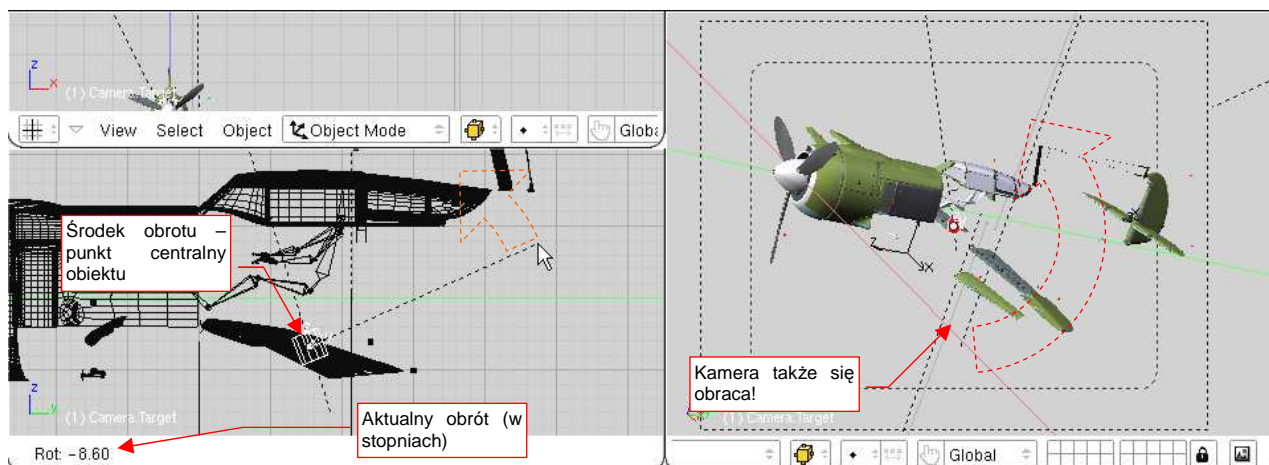 z
x
(1) Camera.Target
View Select Object Object Mode Globa
Środek obrotu –
punkt centralny
obiektu
z
y
(1) Camera.Target
Aktualny obrót (w
stopniach)
Rot: -8.60
Z
X
X
Kamera także się
obraca!
(1) Camera.Target
Global